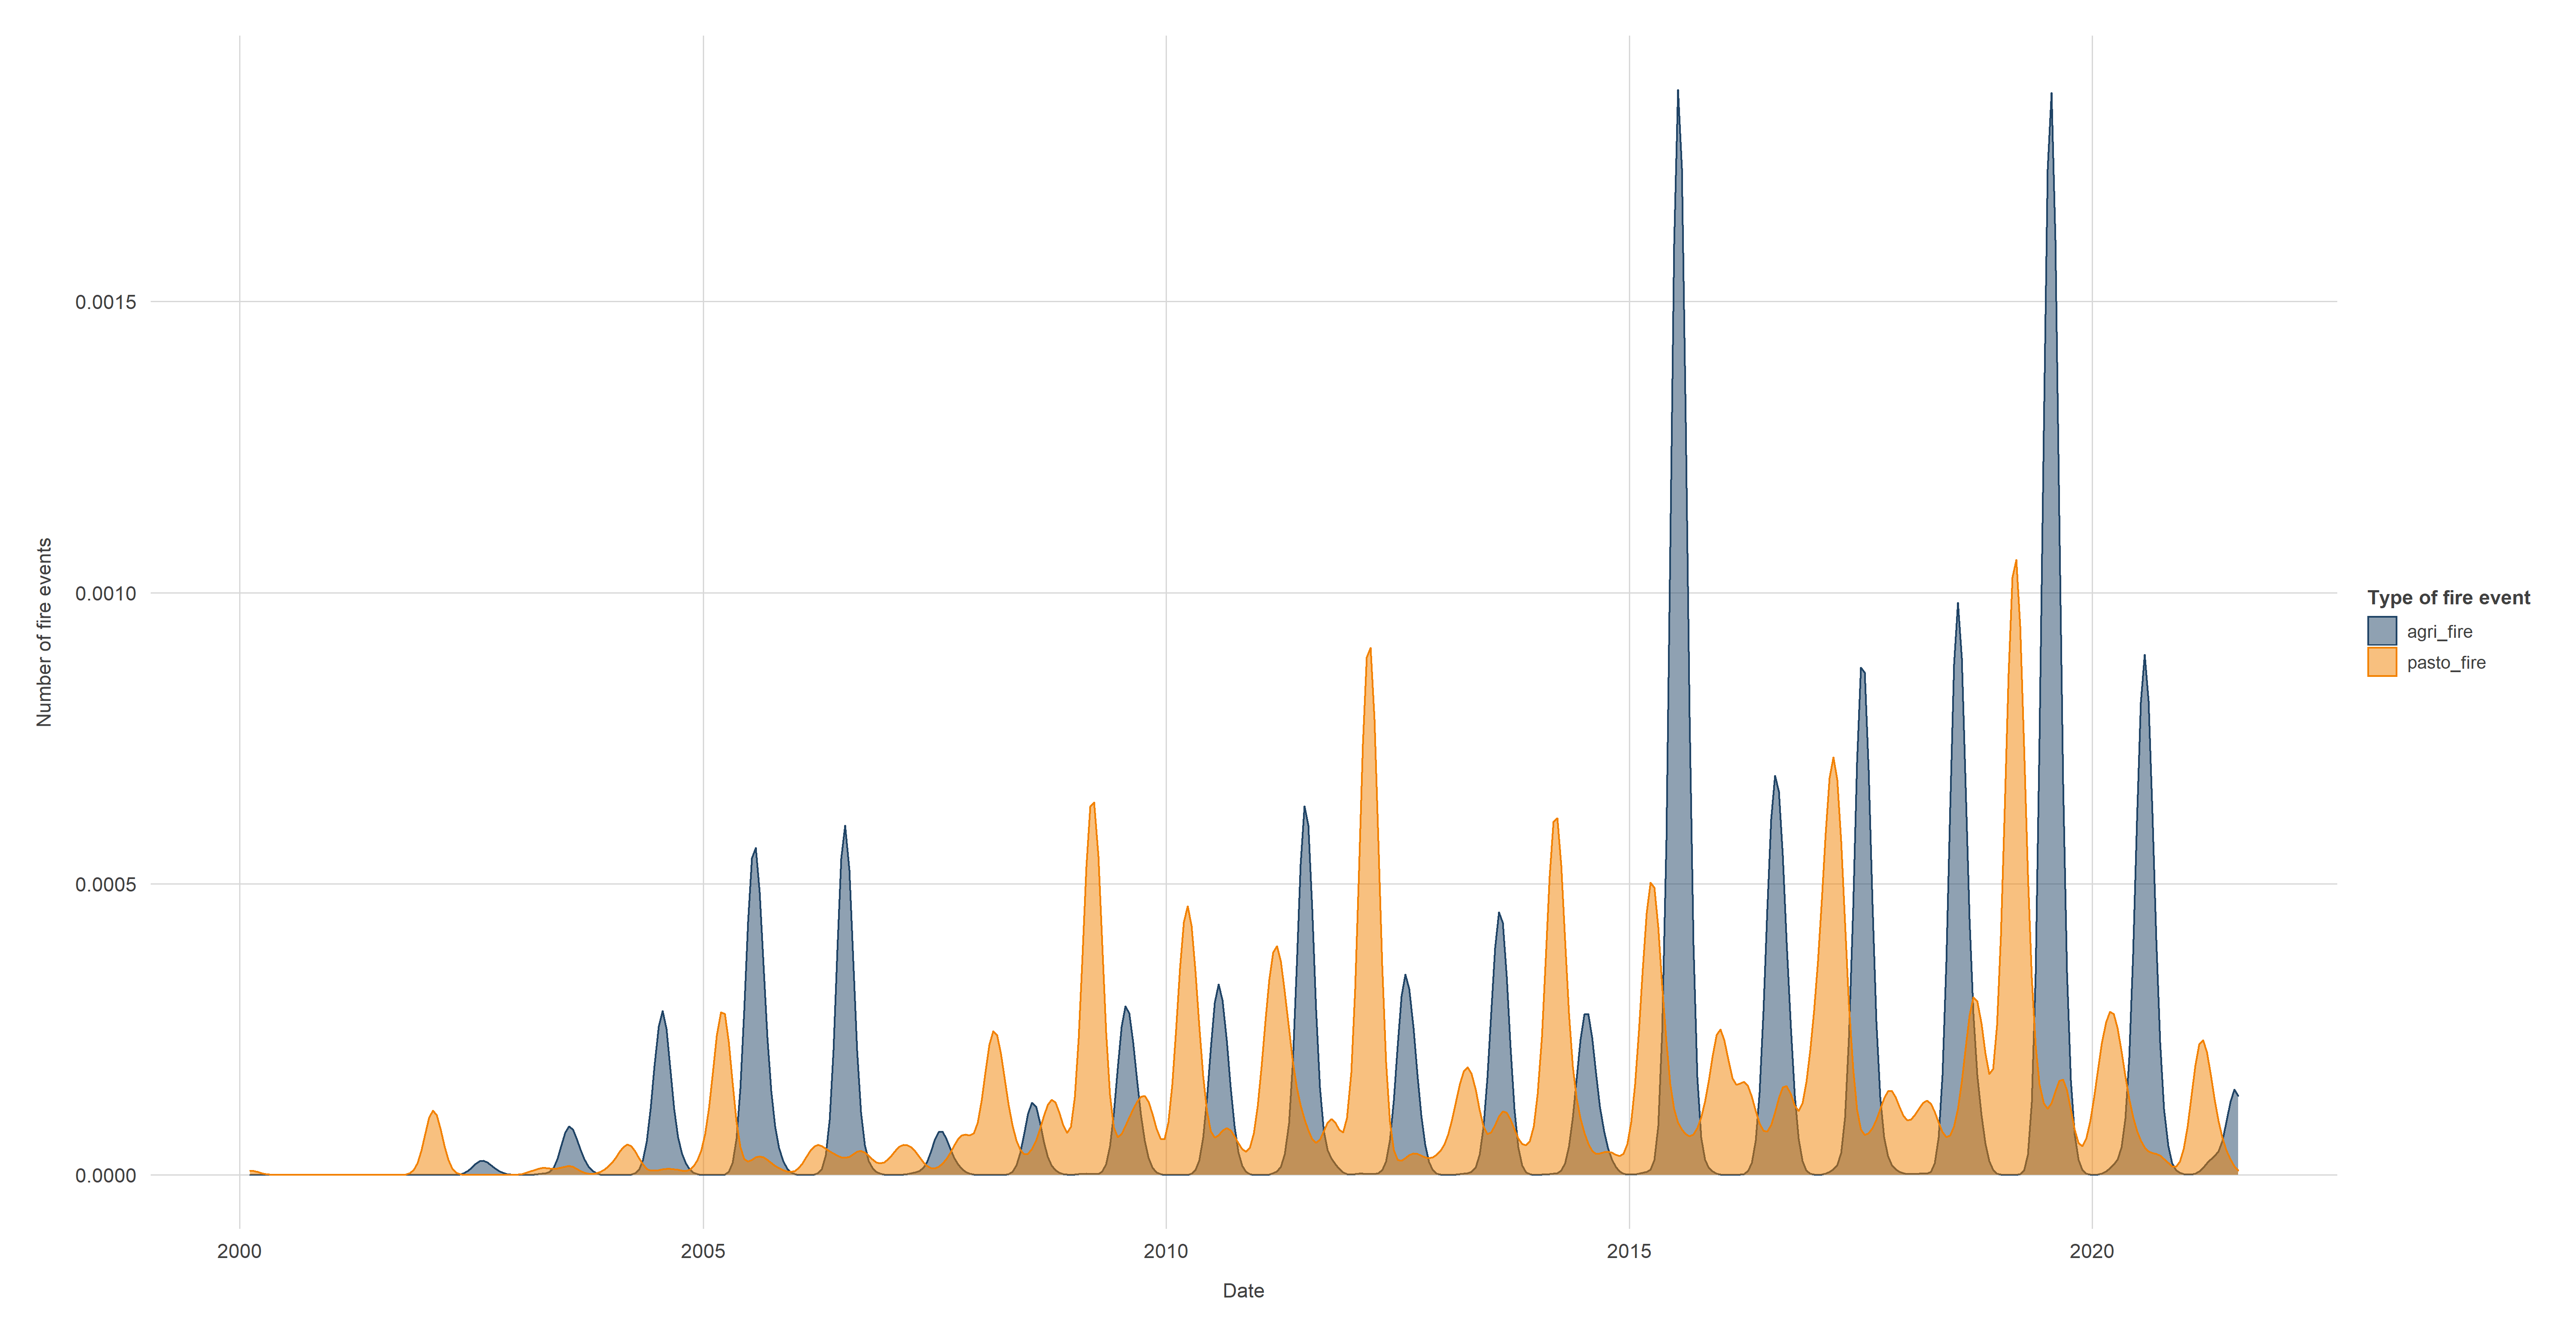 0.0015
0.0010
0.0005
0.0000
Number of fire events
2000
2005
2010
2015
2020
Date
Type of fire event
agri_fire
pasto_fire